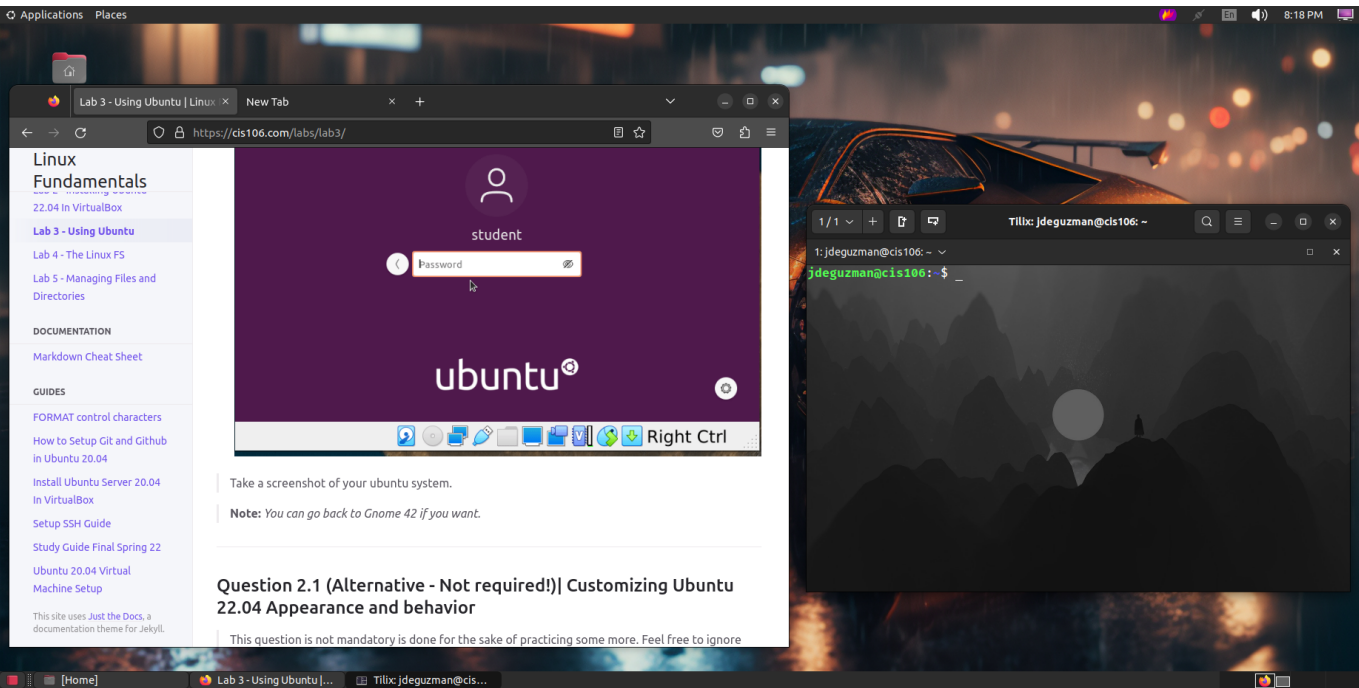 Applications Places
En 8:18 PM
Lab 3 - Using Ubuntu | Linux
New Tab
https://cis106.com/labs/lab3/
Linux
Fundamentals
Lab 2 - Installing Ubuntu
22.04 In VirtualBox
Lab 3 - Using Ubuntu
Lab 4 - The Linux FS
Lab 5 - Managing Files and
Directories
DOCUMENTATION
Markdown Cheat Sheet
GUIDES
FORMAT control characters
How to Setup Git and Github
in Ubuntu 20.04
Install Ubuntu Server 20.04
In VirtualBox
Setup SSH Guide
Study Guide Final Spring 22
Ubuntu 20.04 Virtual
Machine Setup
This site uses Just the Docs, a
documentation theme for Jekyll.
student
Password
ubuntu
Right Ctrl
Take a screenshot of your ubuntu system.
Note: You can go back to Gnome 42 if you want.
Question 2.1 (Alternative - Not required!)| Customizing Ubuntu
22.04 Appearance and behavior
This question is not mandatory is done for the sake of practicing some more. Feel free to ignore
1 / 1
Tilix: jdeguzman@cis106: ~
1: jdeguzman@cis106: ~
jdeguzman@cis106:~$ _
[Home]
Lab 3 - Using Ubuntu |...
Tilix: jdeguzman@cis...